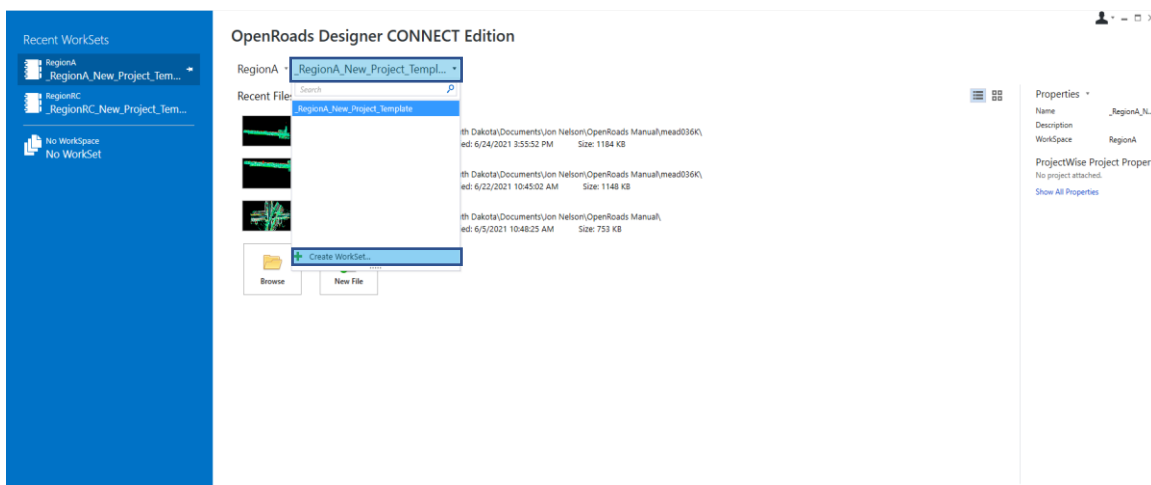 Recent WorkSets
RegionA
_RegionA_New_Project_Tem...
RegionRC
_RegionRC_New_Project_Tem...
No WorkSpace
No WorkSet
OpenRoads Designer CONNECT Edition
RegionA _RegionA_New_Project_Templ...
Search
_RegionA_New_Project_Template
Create WorkSet...
Recent File
th Dakota\Documents\Jon Nelson\OpenRoads Manual\mead036K\
ed: 6/24/2021 3:55:52 PM Size: 1184 KB
th Dakota\Documents\Jon Nelson\OpenRoads Manual\mead036K\
ed: 6/22/2021 10:45:02 AM Size: 1148 KB
th Dakota\Documents\Jon Nelson\OpenRoads Manual\
ed: 6/5/2021 10:48:25 AM Size: 753 KB
Browse
New File
Properties
Name _RegionA_N...
Description
WorkSpace RegionA
ProjectWise Project Proper
No project attached.
Show All Properties